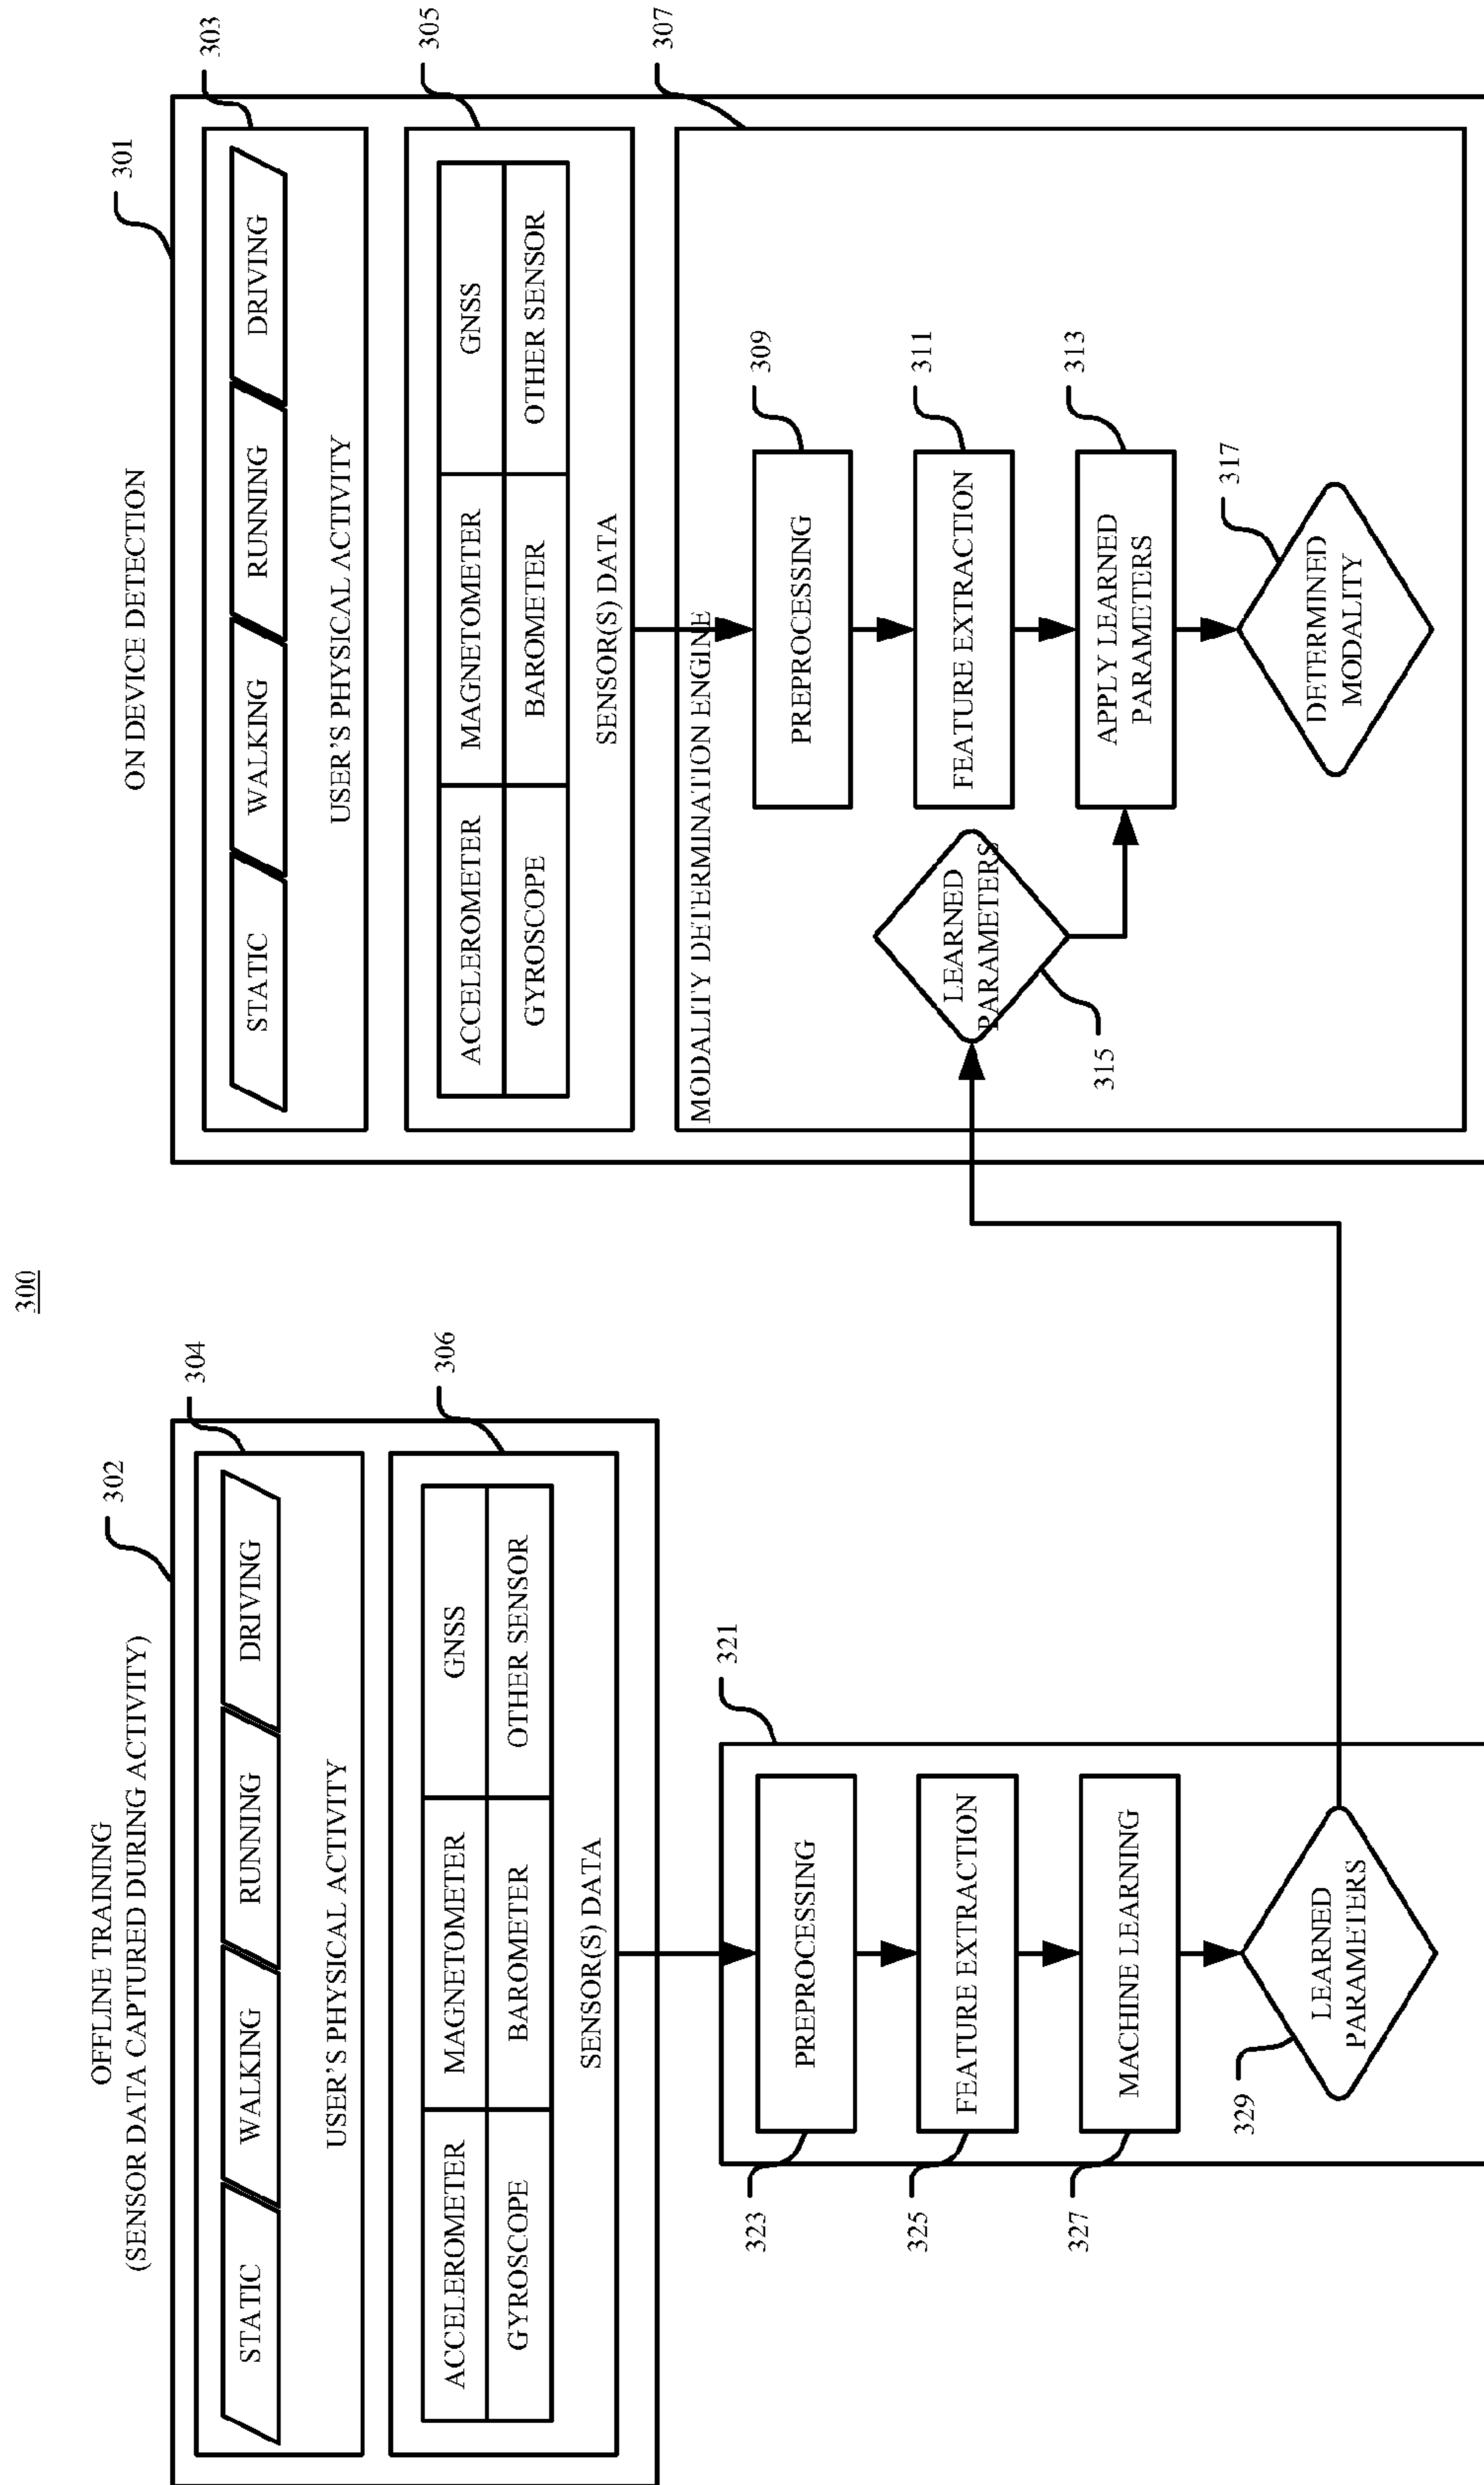 300
OFFLINE TRAINING
(SENSOR DATA CAPTURED DURING ACTIVITY)
302
304
STATIC
WALKING
RUNNING
DRIVING
USER'S PHYSICAL ACTIVITY
306
ACCELEROMETER
MAGNETOMETER
GNSS
GYROSCOPE
BAROMETER
OTHER SENSOR
SENSOR(S) DATA
321
323
PREPROCESSING
325
FEATURE EXTRACTION
327
MACHINE LEARNING
329
LEARNED
PARAMETERS
ON DEVICE DETECTION
301
303
STATIC
WALKING
RUNNING
DRIVING
USER'S PHYSICAL ACTIVITY
305
ACCELEROMETER
MAGNETOMETER
GNSS
GYROSCOPE
BAROMETER
OTHER SENSOR
SENSOR(S) DATA
307
MODALITY DETERMINATION ENGINE
309
PREPROCESSING
311
FEATURE EXTRACTION
LEARNED
PARAMETERS
315
313
APPLY LEARNED
PARAMETERS
317
DETERMINED
MODALITY